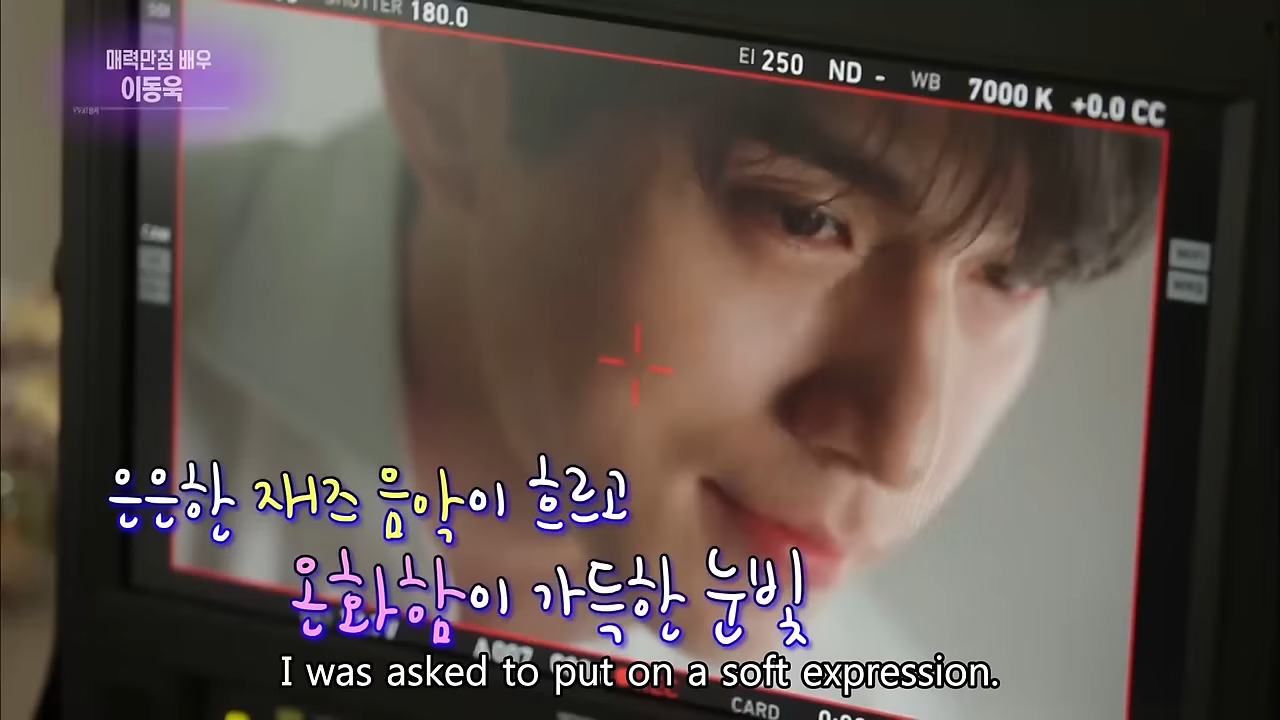 SHUTTER 180.0
EI 250 ND - WB 7000 K +0.0 CC
매력만점 배우
이동욱
은은한 재즈 음악이 흐르고
온화함이 가득한 눈빛
I was asked to put on a soft expression.
CARD